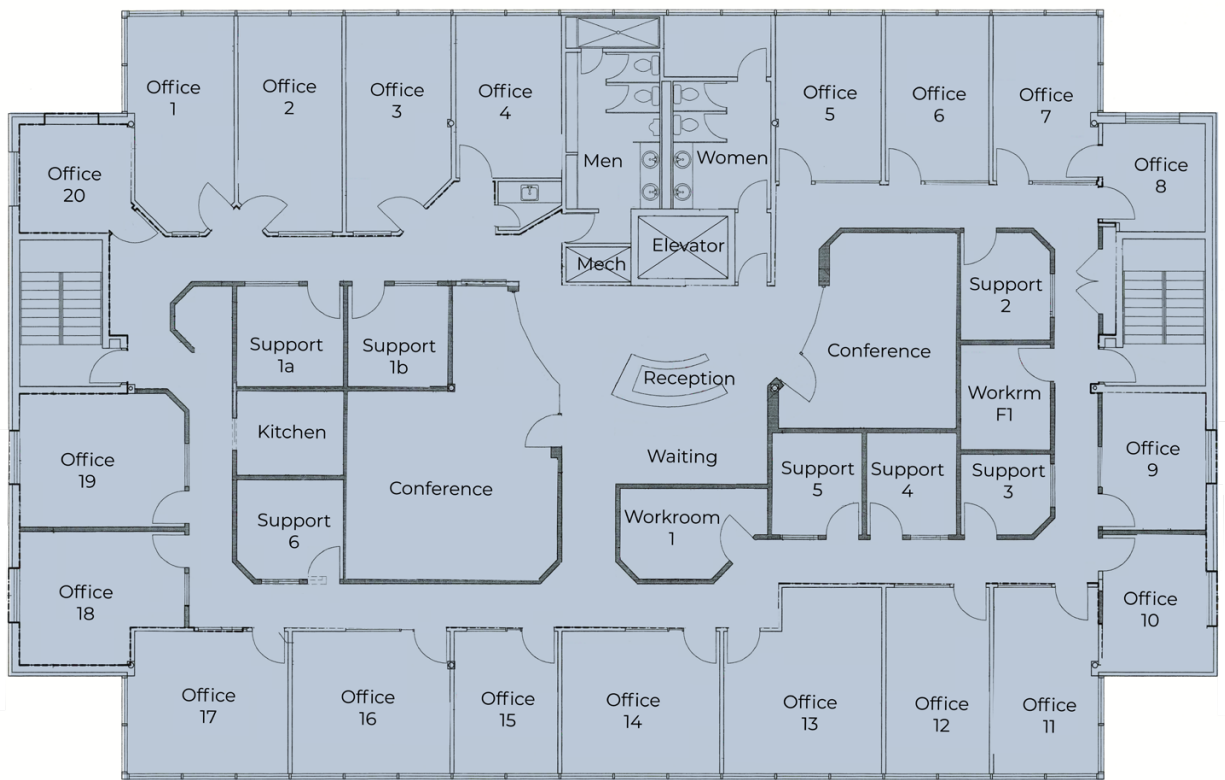 Office
1
Office
2
Office
3
Office
4
Men
Women
Office
5
Office
6
Office
7
Office
8
Office
20
Elevator
Mech
Support
1a
Support
1b
Reception
Conference
Support
2
Workrm
F1
Kitchen
Waiting
Office
19
Conference
Support
6
Workroom
1
Support
5
Support
4
Support
3
Office
9
Office
18
Office
10
Office
17
Office
16
Office
15
Office
14
Office
13
Office
12
Office
11